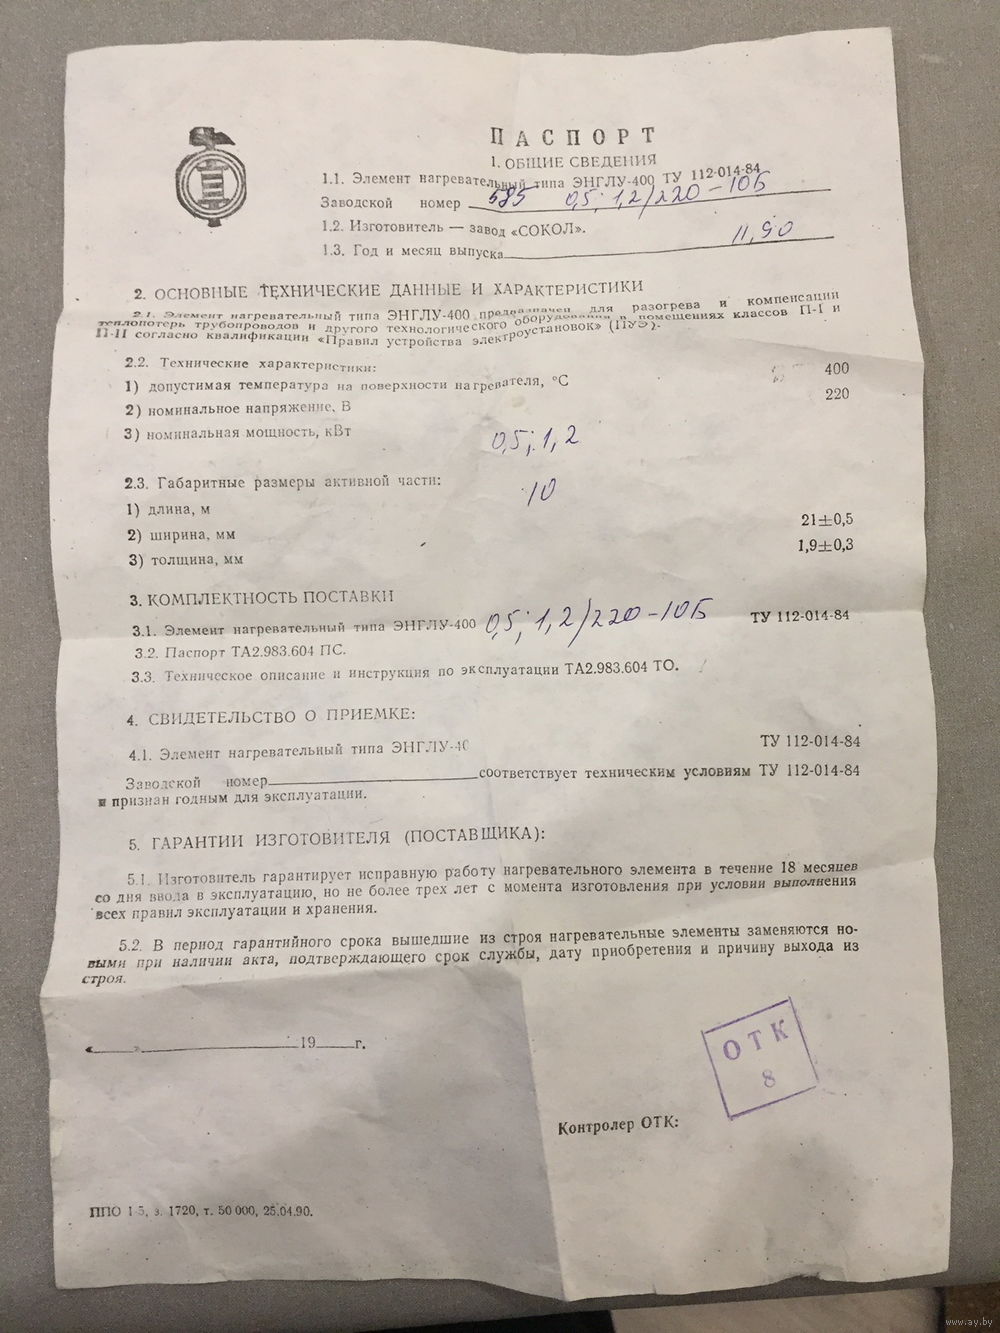 ПАСПОРТ
1. ОБЩИЕ СВЕДЕНИЯ
1.1. Элемент нагревательный типа ЭНГЛУ-400 ТУ 112-014-84
585 0,5; 1,2/220-10Б
Заводской номер
1.2. Изготовитель — завод «СОКОЛ».
11,90
1.3. Год и месяц выпуска
2. ОСНОВНЫЕ ТЕХНИЧЕСКИЕ ДАННЫЕ И ХАРАКТЕРИСТИКИ
2.1. Элемент нагревательный типа ЭНГЛУ-400 предназначен для разогрева и компенсации
теплопотерь трубопроводов и другого технологического оборудования в помещениях классов П-I и
П-II согласно квалификации «Правил устройства электроустановок» (ПУЭ).
2.2. Технические характеристики:
1) допустимая температура на поверхности нагревателя, °С 400
2) номинальное напряжение, В 220
3) номинальная мощность, кВт 0,5; 1,2
2.3. Габаритные размеры активной части:
1) длина, м 10
2) ширина, мм 21±0,5
3) толщина, мм 1,9±0,3
3. КОМПЛЕКТНОСТЬ ПОСТАВКИ
3.1. Элемент нагревательный типа ЭНГЛУ-400 0,5; 1,2/220-10Б ТУ 112-014-84
3.2. Паспорт ТА2.983.604 ПС.
3.3. Техническое описание и инструкция по эксплуатации ТА2.983.604 ТО.
4. СВИДЕТЕЛЬСТВО О ПРИЕМКЕ:
4.1. Элемент нагревательный типа ЭНГЛУ-40 ТУ 112-014-84
Заводской номер соответствует техническим условиям ТУ 112-014-84
и признан годным для эксплуатации.
5. ГАРАНТИИ ИЗГОТОВИТЕЛЯ (ПОСТАВЩИКА):
5.1. Изготовитель гарантирует исправную работу нагревательного элемента в течение 18 месяцев
со дня ввода в эксплуатацию, но не более трех лет с момента изготовления при условии выполнения
всех правил эксплуатации и хранения.
5.2. В период гарантийного срока вышедшие из строя нагревательные элементы заменяются но-
выми при наличии акта, подтверждающего срок службы, дату приобретения и причину выхода из
строя.
« » 19 г.
ОТК
8
Контролер ОТК:
ППО 1-5, з. 1720, т. 50 000, 25.04.90.
www.ay.by